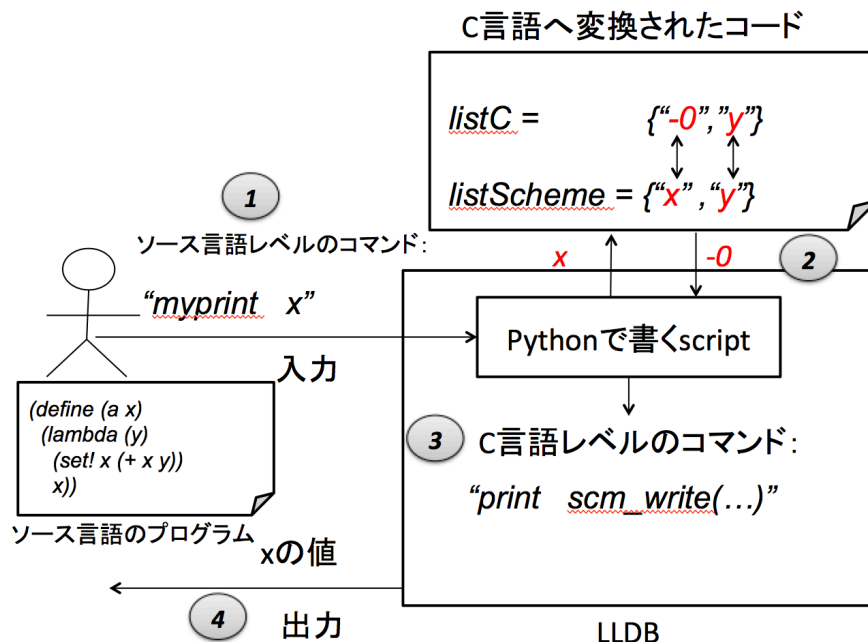 C言語へ変換されたコード
listC = {“-0”,”y”}
listScheme = {“x” ,“y”}
1
ソース言語レベルのコマンド：
x
-0
2
“myprint x”
Pythonで書くscript
入力
(define (a x)
(lambda (y)
(set! x (+ x y))
x))
ソース言語のプログラム
3
C言語レベルのコマンド：
“print scm_write(…)”
xの値
4
出力
LLDB